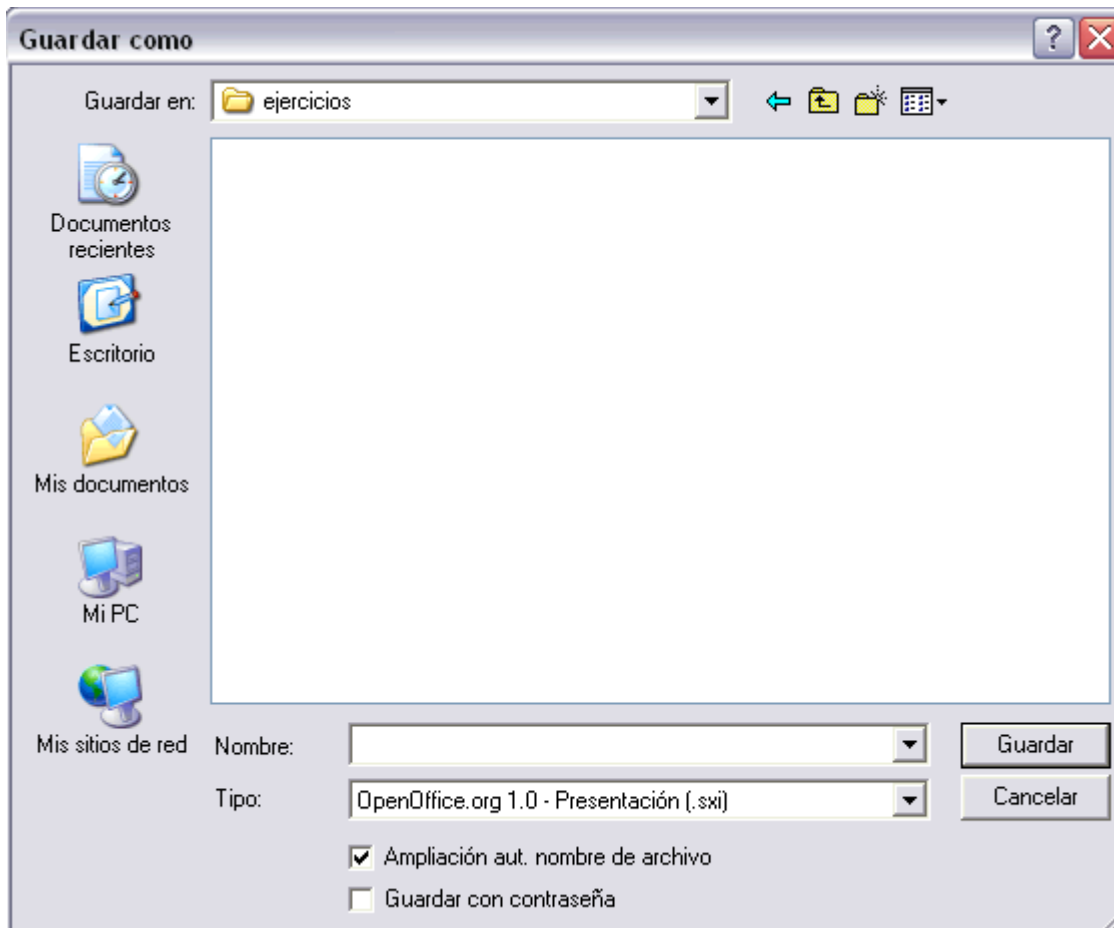 Guardar como
Guardar en:
ejercicios
Documentos
recientes
Escritorio
Mis documentos
Mi PC
Mis sitios de red
Nombre:
Guardar
Tipo:
OpenOffice.org 1.0 - Presentación (.sxi)
Cancelar
Ampliación aut. nombre de archivo
Guardar con contraseña